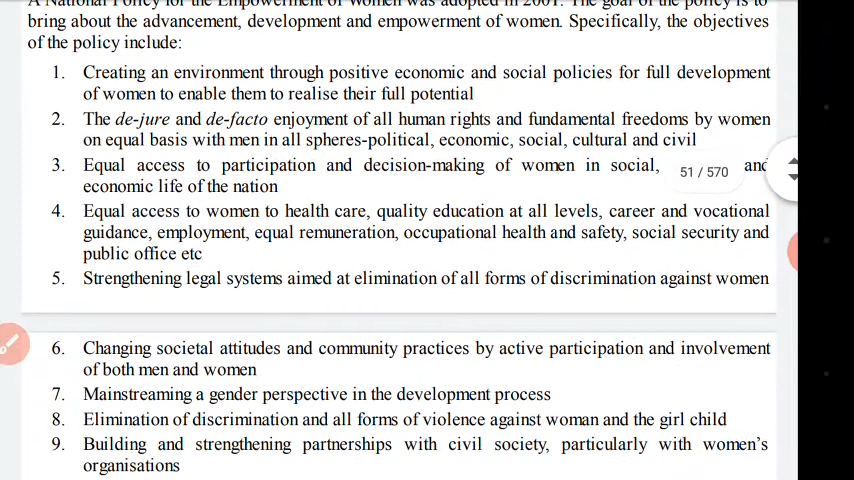 A National Policy for the Empowerment of Women was adopted in 2001. The goal of the policy is to
bring about the advancement, development and empowerment of women. Specifically, the objectives
of the policy include:
1. Creating an environment through positive economic and social policies for full development
of women to enable them to realise their full potential
2. The de-jure and de-facto enjoyment of all human rights and fundamental freedoms by women
on equal basis with men in all spheres-political, economic, social, cultural and civil
3. Equal access to participation and decision-making of women in social, and
51 / 570
economic life of the nation
4. Equal access to women to health care, quality education at all levels, career and vocational
guidance, employment, equal remuneration, occupational health and safety, social security and
public office etc
5. Strengthening legal systems aimed at elimination of all forms of discrimination against women
6. Changing societal attitudes and community practices by active participation and involvement
of both men and women
7. Mainstreaming a gender perspective in the development process
8. Elimination of discrimination and all forms of violence against woman and the girl child
9. Building and strengthening partnerships with civil society, particularly with women's
organisations